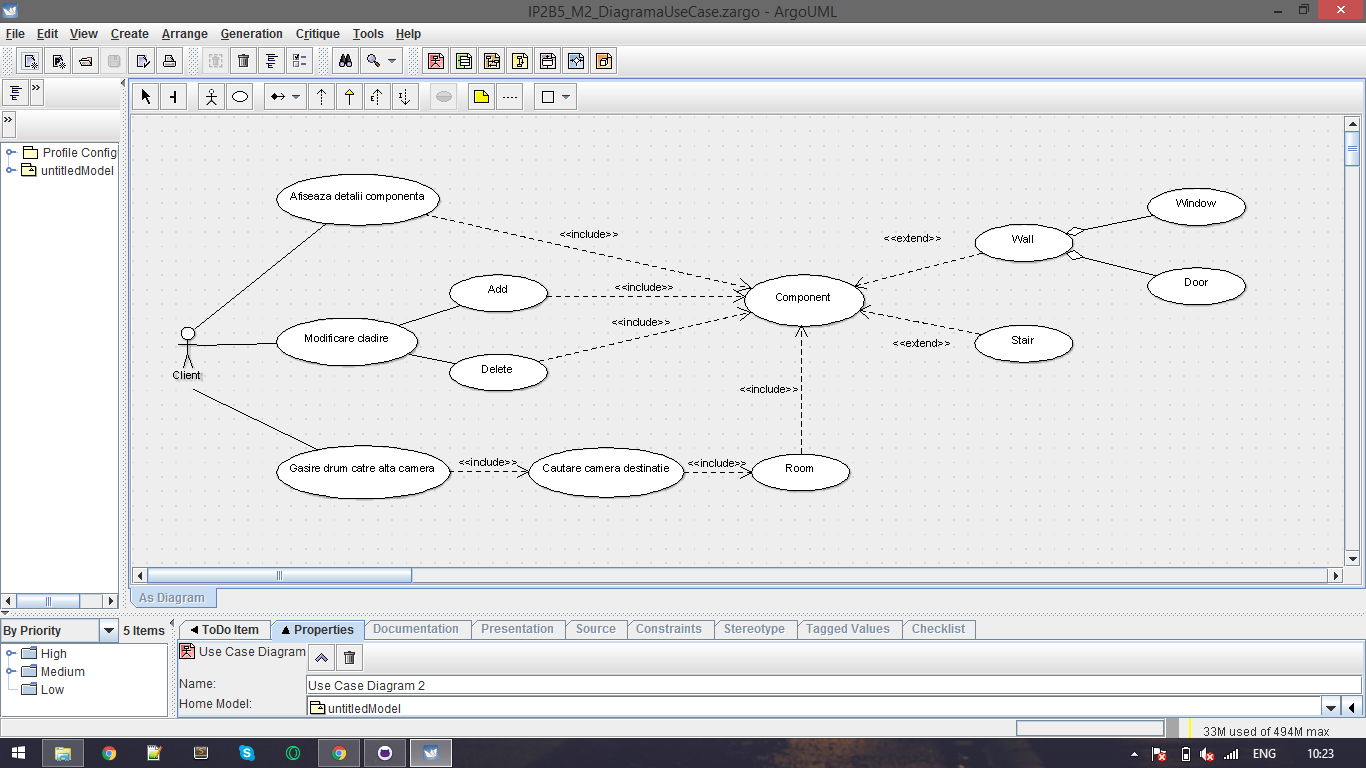 IP2B5_M2_DiagramaUseCase.zargo - ArgoUML
File Edit View Create Arrange Generation Critique Tools Help
Profile Config
untitledModel
Afiseaza detalii componenta
<<include>>
<<extend>>
Window
Wall
Door
Add
<<include>>
Component
<<include>>
Modificare cladire
Delete
<<extend>>
Stair
Client
<<include>>
Gasire drum catre alta camera
<<include>>
Cautare camera destinatie
<<include>>
Room
As Diagram
By Priority
5 Items
High
Medium
Low
ToDo Item Properties Documentation Presentation Source Constraints Stereotype Tagged Values Checklist
Use Case Diagram
Name:
Use Case Diagram 2
Home Model:
untitledModel
33M used of 494M max
ENG
10:23